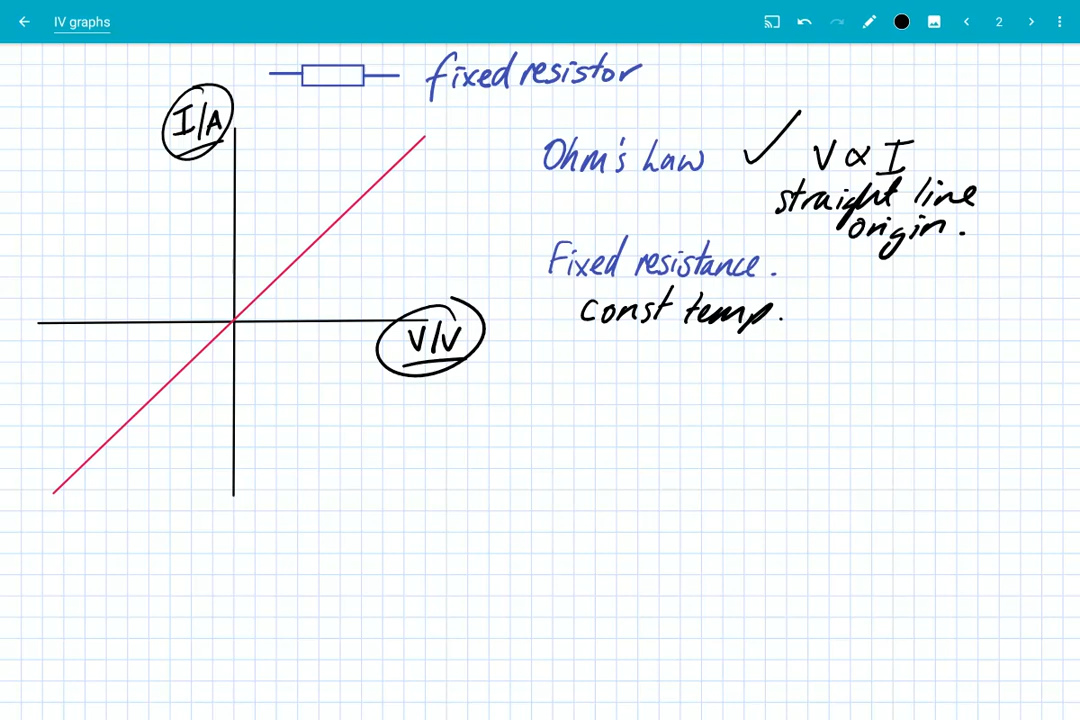 IV graphs
2
fixed resistor
I/A
Ohm's Law ✓ V ∝ I
straight line
origin.
Fixed resistance.
const temp.
V/V